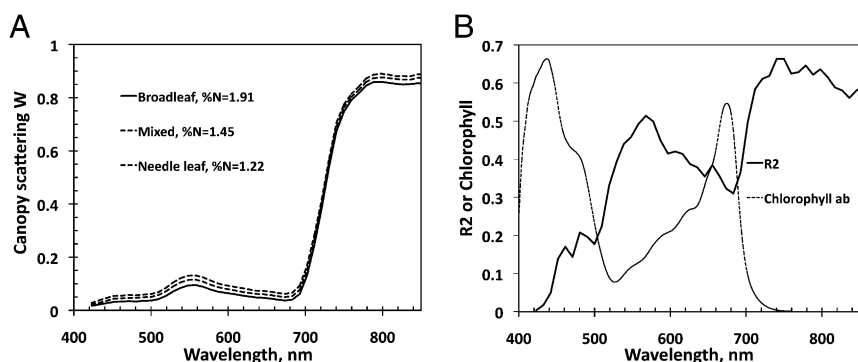 A
Canopy scattering W
1
0.8
0.6
0.4
0.2
0
Broadleaf, %N=1.91
Mixed, %N=1.45
Needle leaf, %N=1.22
400 500 600 700 800
Wavelength, nm
B
R2 or Chlorophyll
0.7
0.6
0.5
0.4
0.3
0.2
0.1
0
R2
Chlorophyll ab
400 500 600 700 800
Wavelength, nm